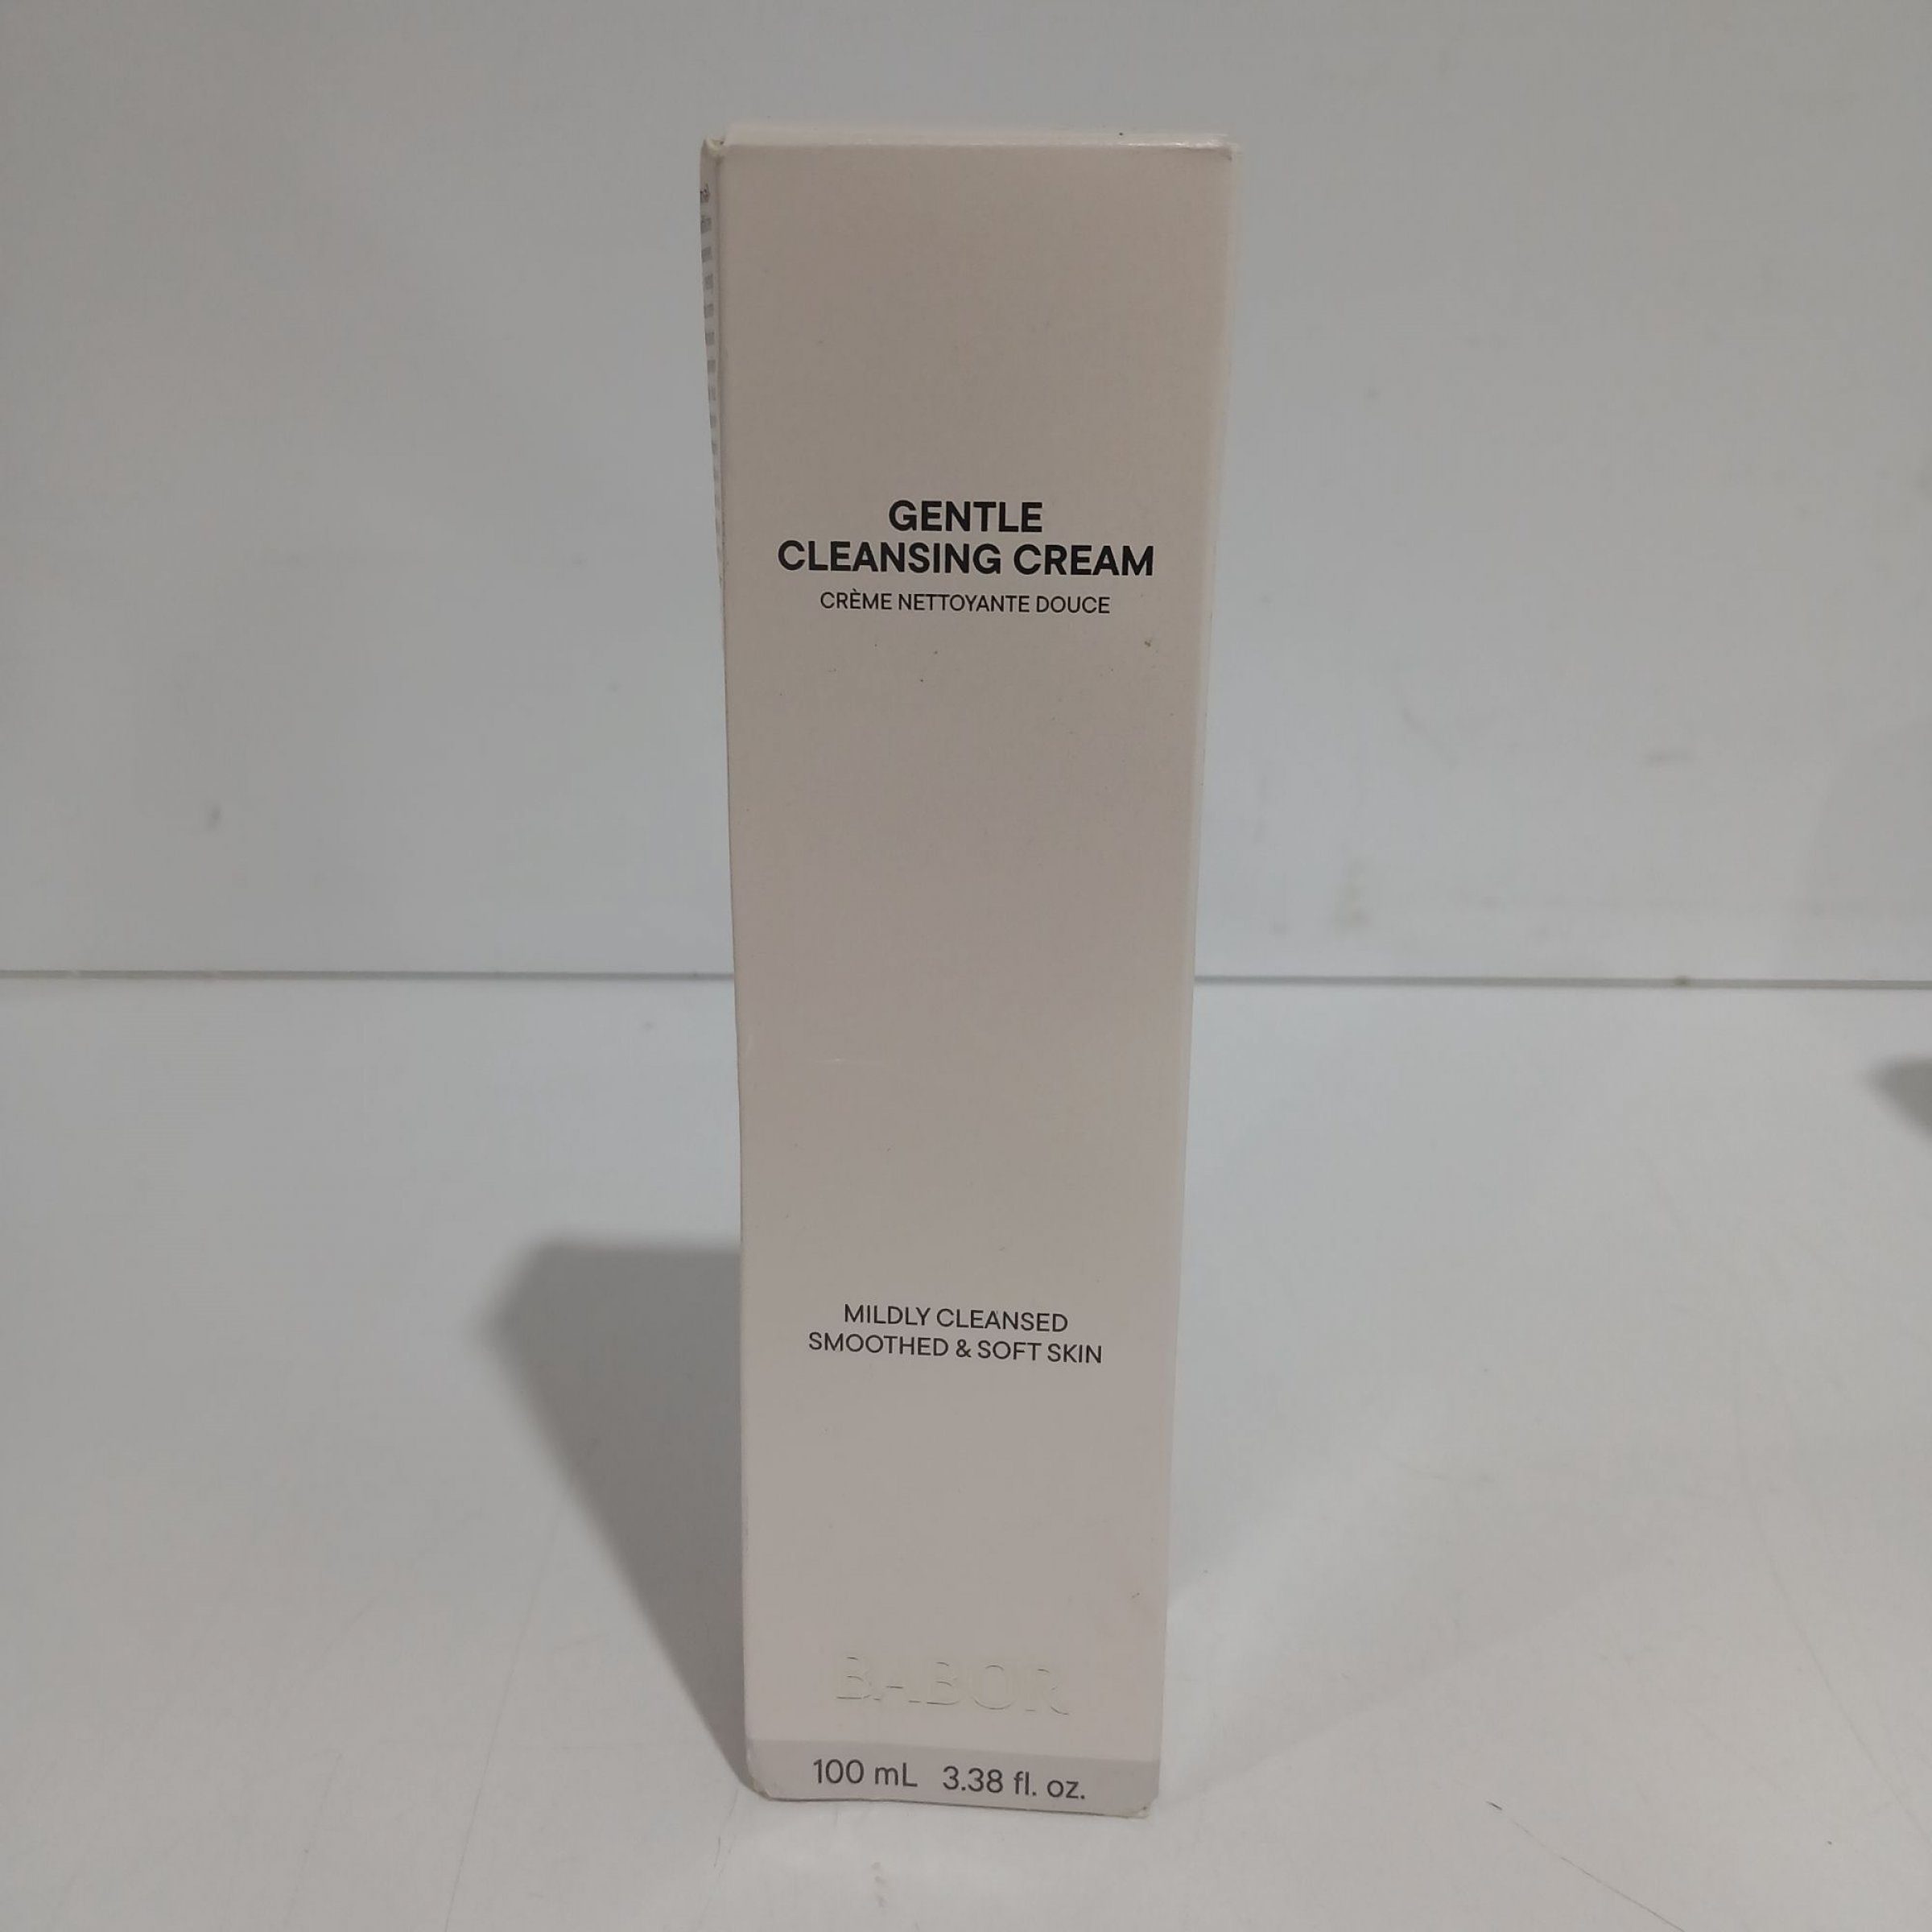 GENTLE
CLEANSING CREAM
CRÈME NETTOYANTE DOUCE
MILDLY CLEANSED
SMOOTHED & SOFT SKIN
BABOR
100 mL 3.38 fl. oz.